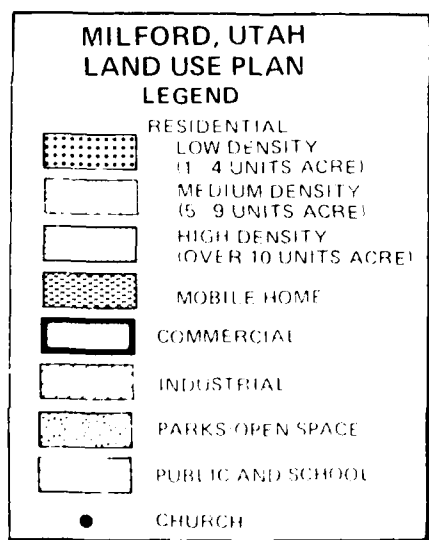 MILFORD, UTAH
LAND USE PLAN
LEGEND
RESIDENTIAL
LOW DENSITY
(1 4 UNITS ACRE)
MEDIUM DENSITY
(5 9 UNITS ACRE)
HIGH DENSITY
(OVER 10 UNITS ACRE)
MOBILE HOME
COMMERCIAL
INDUSTRIAL
PARKS/OPEN SPACE
PUBLIC AND SCHOOL
CHURCH